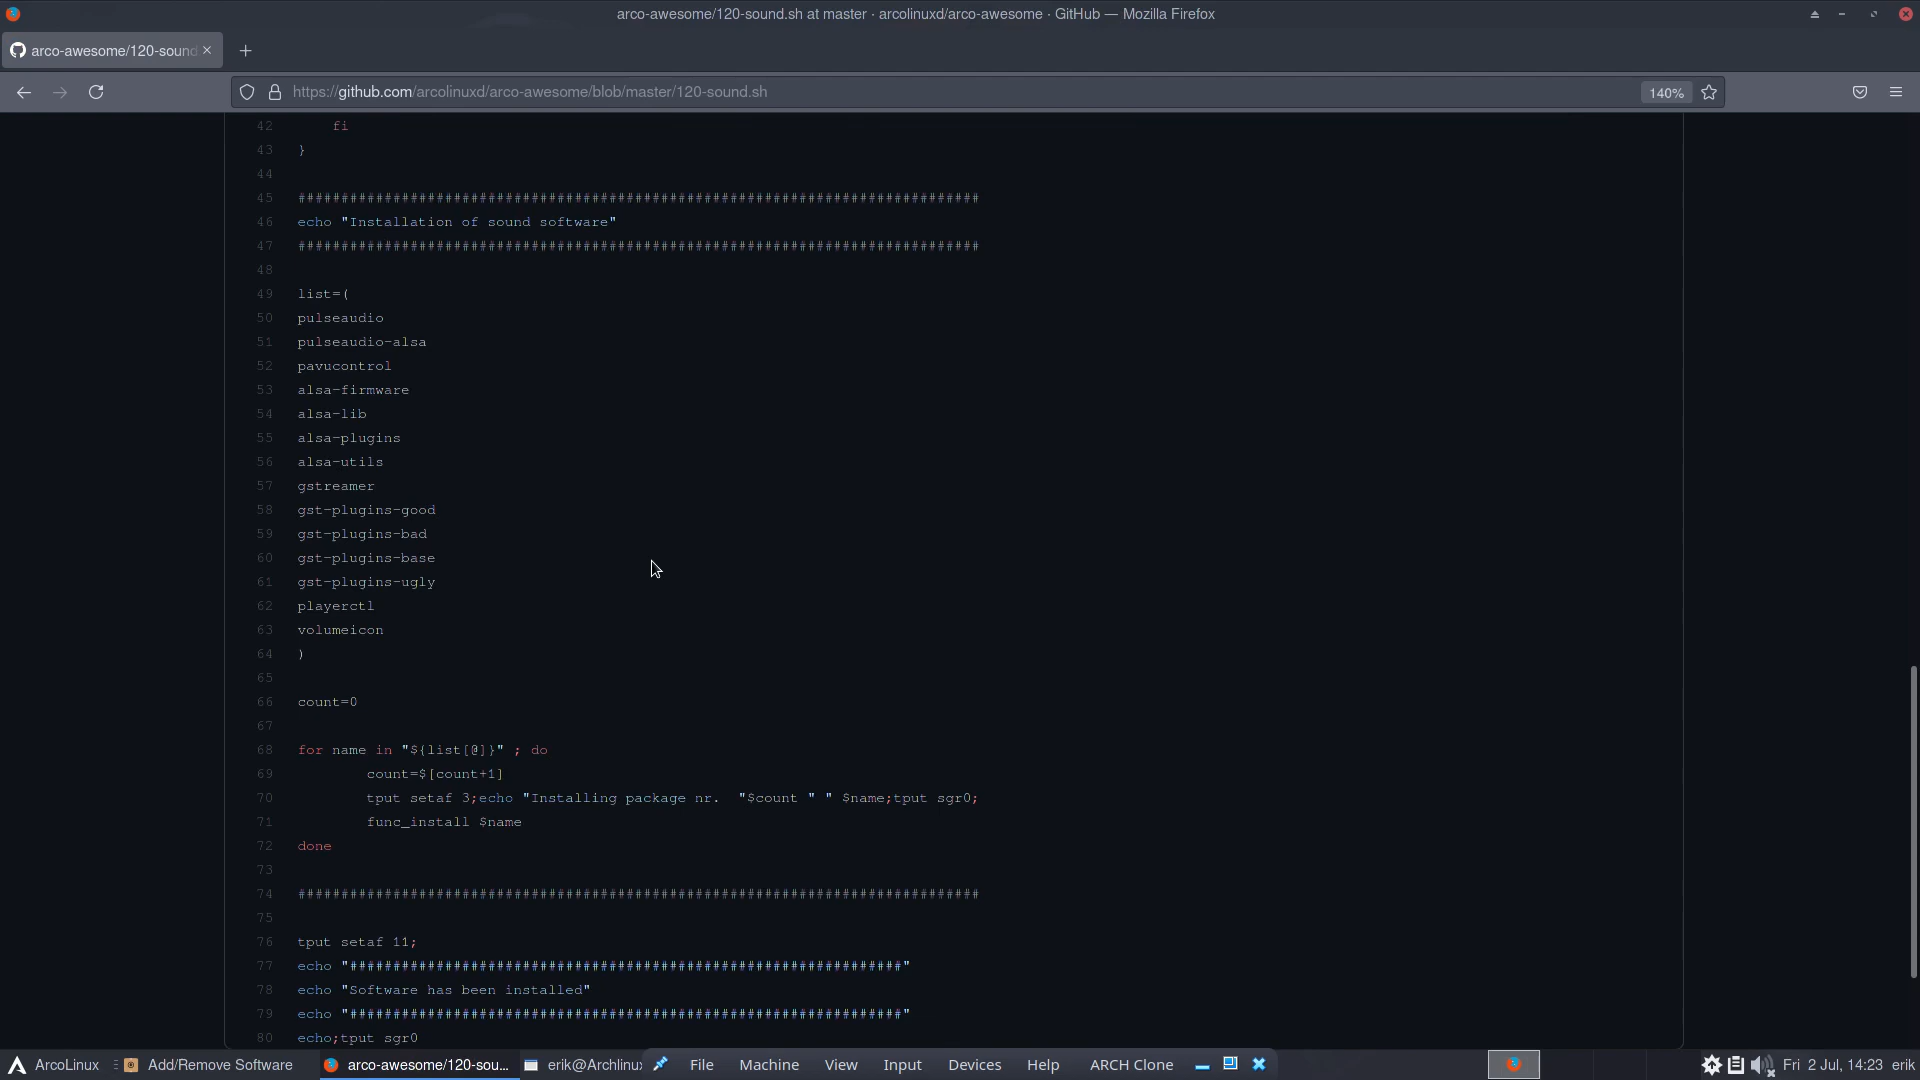 arco-awesome/120-sound.sh at master · arcolinuxd/arco-awesome · GitHub — Mozilla Firefox
arco-awesome/120-sound
https://github.com/arcolinuxd/arco-awesome/blob/master/120-sound.sh
140%
42 fi
43 }
44
45 ###############################################################################
46 echo "Installation of sound software"
47 ###############################################################################
48
49 list=(
50 pulseaudio
51 pulseaudio-alsa
52 pavucontrol
53 alsa-firmware
54 alsa-lib
55 alsa-plugins
56 alsa-utils
57 gstreamer
58 gst-plugins-good
59 gst-plugins-bad
60 gst-plugins-base
61 gst-plugins-ugly
62 playerctl
63 volumeicon
64 )
65
66 count=0
67
68 for name in "${list[@]}" ; do
69 count=$[count+1]
70 tput setaf 3;echo "Installing package nr.  "$count " " $name;tput sgr0;
71 func_install $name
72 done
73
74 ###############################################################################
75
76 tput setaf 11;
77 echo "################################################################"
78 echo "Software has been installed"
79 echo "################################################################"
80 echo;tput sgr0
ArcoLinux
Add/Remove Software
arco-awesome/120-sou...
erik@Archlinu
File Machine View Input Devices Help ARCH Clone
Fri 2 Jul, 14:23 erik